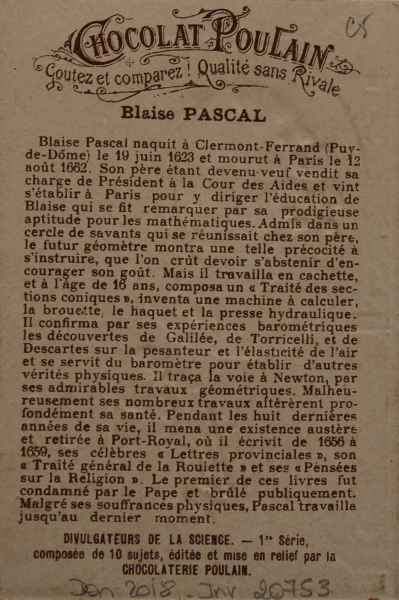 CS
CHOCOLAT POULAIN
Goutez et comparez ! Qualité sans Rivale
Blaise PASCAL
Blaise Pascal naquit à Clermont-Ferrand (Puy-
de-Dôme) le 19 juin 1623 et mourut à Paris le 12
août 1662. Son père étant devenu veuf vendit sa
charge de Président à la Cour des Aides et vint
s'établir à Paris pour y diriger l'éducation de
Blaise qui se fit remarquer par sa prodigieuse
aptitude pour les mathématiques. Admis dans un
cercle de savants qui se réunissait chez son père,
le futur géomètre montra une telle précocité à
s'instruire, que l'on crût devoir s'abstenir d'en-
courager son goût. Mais il travailla en cachette,
et à l'âge de 16 ans, composa un « Traité des sec-
tions coniques », inventa une machine à calculer,
la brouette, le haquet et la presse hydraulique.
Il confirma par ses expériences barométriques
les découvertes de Galilée, de Torricelli, et de
Descartes sur la pesanteur et l'élasticité de l'air
et se servit du baromètre pour établir d'autres
vérités physiques. Il traça la voie à Newton, par
ses admirables travaux géométriques. Malheu-
reusement ses nombreux travaux altérèrent pro-
fondément sa santé. Pendant les huit dernières
années de sa vie, il mena une existence austère
et retirée à Port-Royal, où il écrivit de 1656 à
1659, ses célèbres « Lettres provinciales », son
« Traité général de la Roulette » et ses « Pensées
sur la Religion ». Le premier de ces livres fut
condamné par le Pape et brûlé publiquement.
Malgré ses souffrances physiques, Pascal travailla
jusqu'au dernier moment.
DIVULGATEURS DE LA SCIENCE. — 1re Série,
composée de 10 sujets, éditée et mise en relief par la
CHOCOLATERIE POULAIN.
Don 2018. Inv 20753